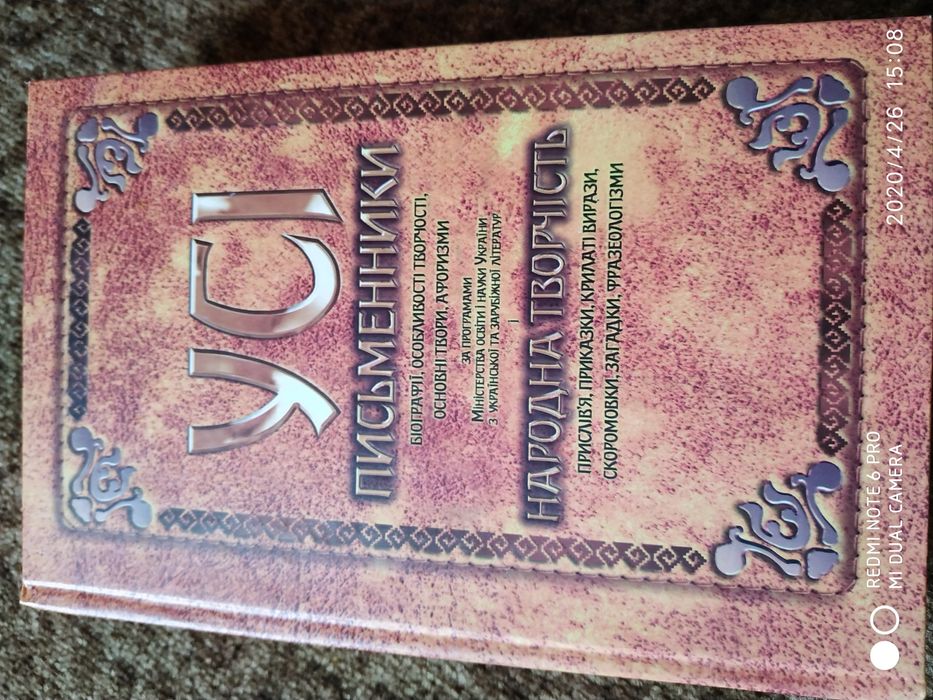 УСІ
ПИСЬМЕННИКИ
БІОГРАФІЇ, ОСОБЛИВОСТІ ТВОРЧОСТІ,
ОСНОВНІ ТВОРИ, АФОРИЗМИ
ЗА ПРОГРАМАМИ
МІНІСТЕРСТВА ОСВІТИ І НАУКИ УКРАЇНИ
З УКРАЇНСЬКОЇ ТА ЗАРУБІЖНОЇ ЛІТЕРАТУР
І
НАРОДНА ТВОРЧІСТЬ
ПРИСЛІВ'Я, ПРИКАЗКИ, КРИЛАТІ ВИРАЗИ,
СКОРОМОВКИ, ЗАГАДКИ, ФРАЗЕОЛОГІЗМИ
REDMI NOTE 6 PRO
MI DUAL CAMERA
2020/4/26 15:08